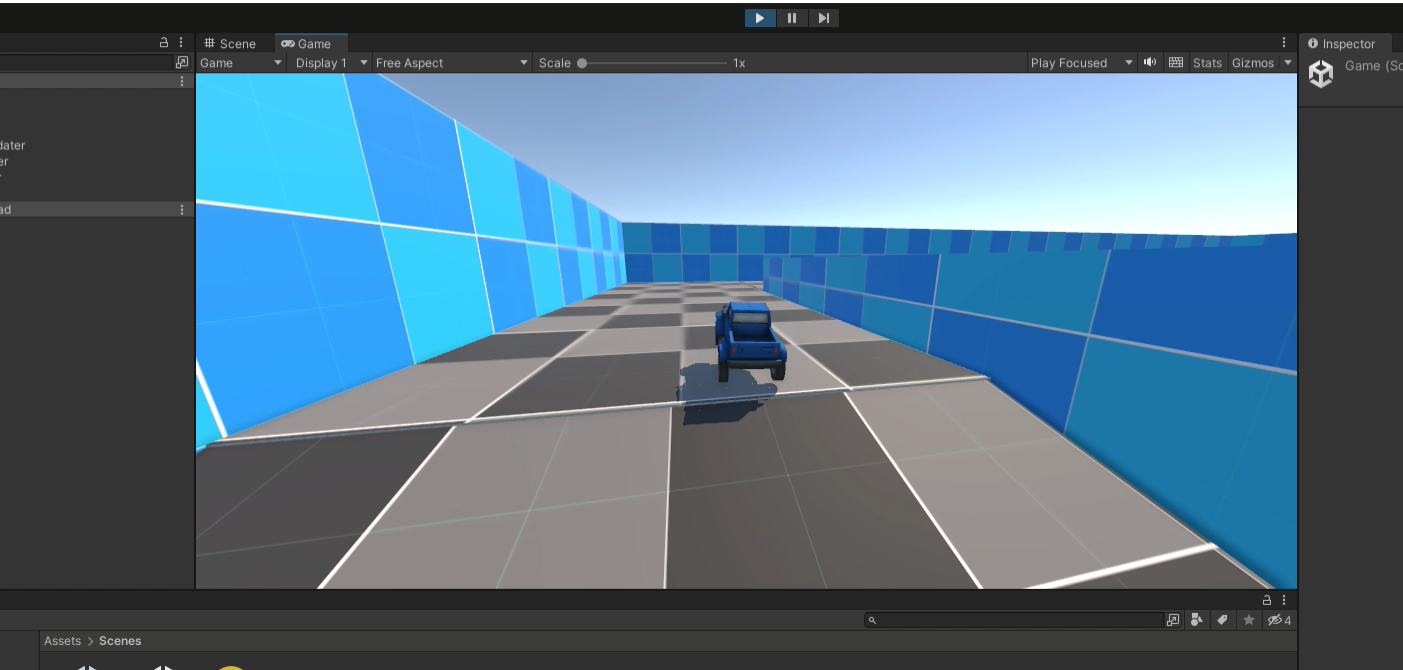 Scene Game Inspector
Game Display 1 Free Aspect Scale 1x Play Focused Stats Gizmos
Game (Sc
dater
er
ad
4
Assets > Scenes